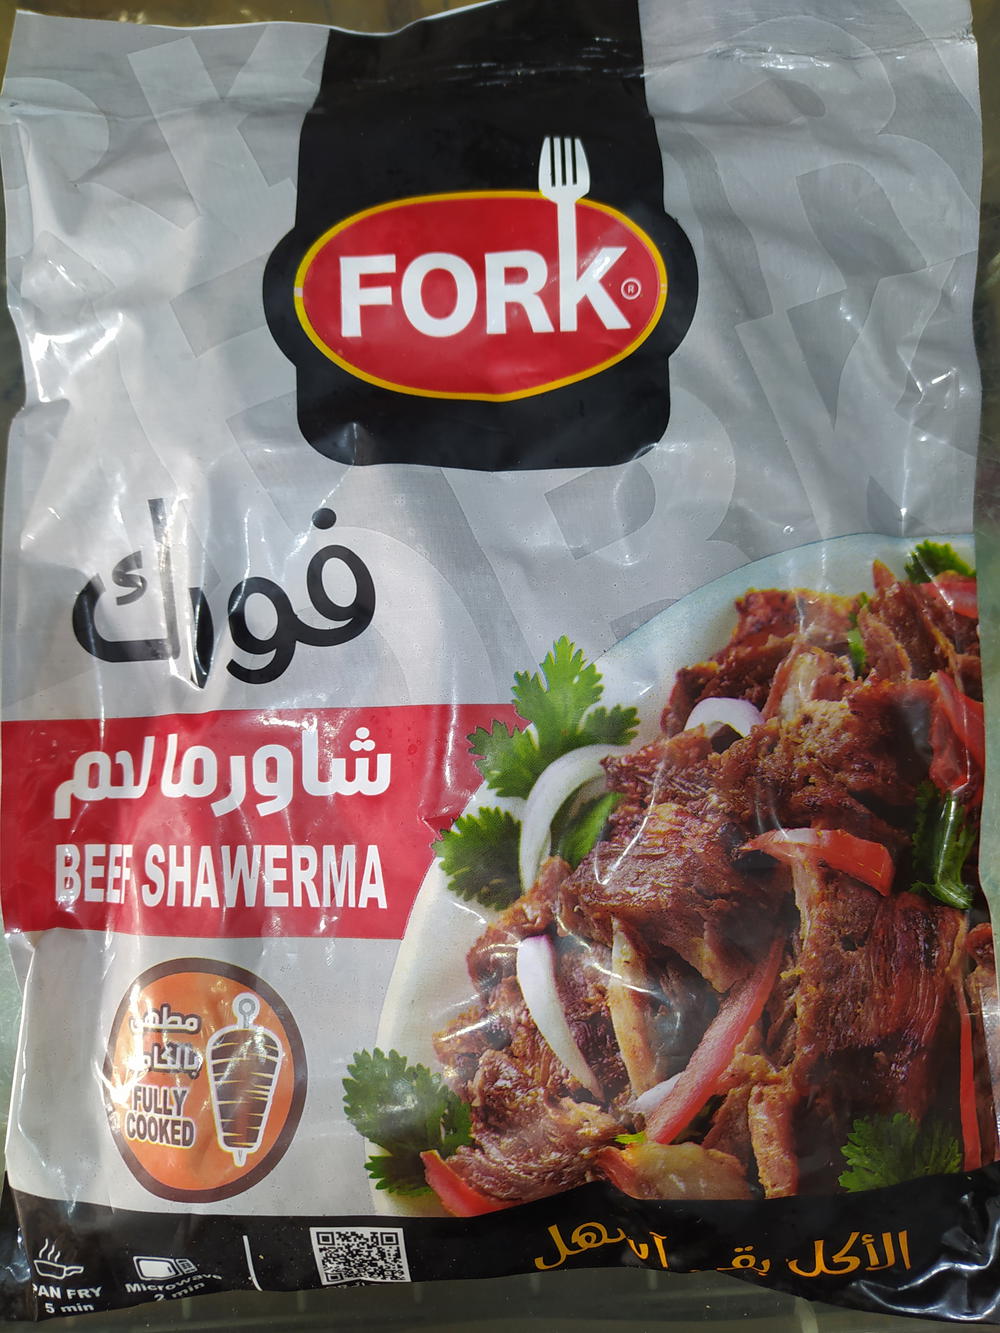 FORK
®
فورك
شاورما لحم
BEEF SHAWERMA
مطهي
بالكامل
FULLY
COOKED
PAN FRY
5 min
Microwave
2 min
الأكل بقى أسهل